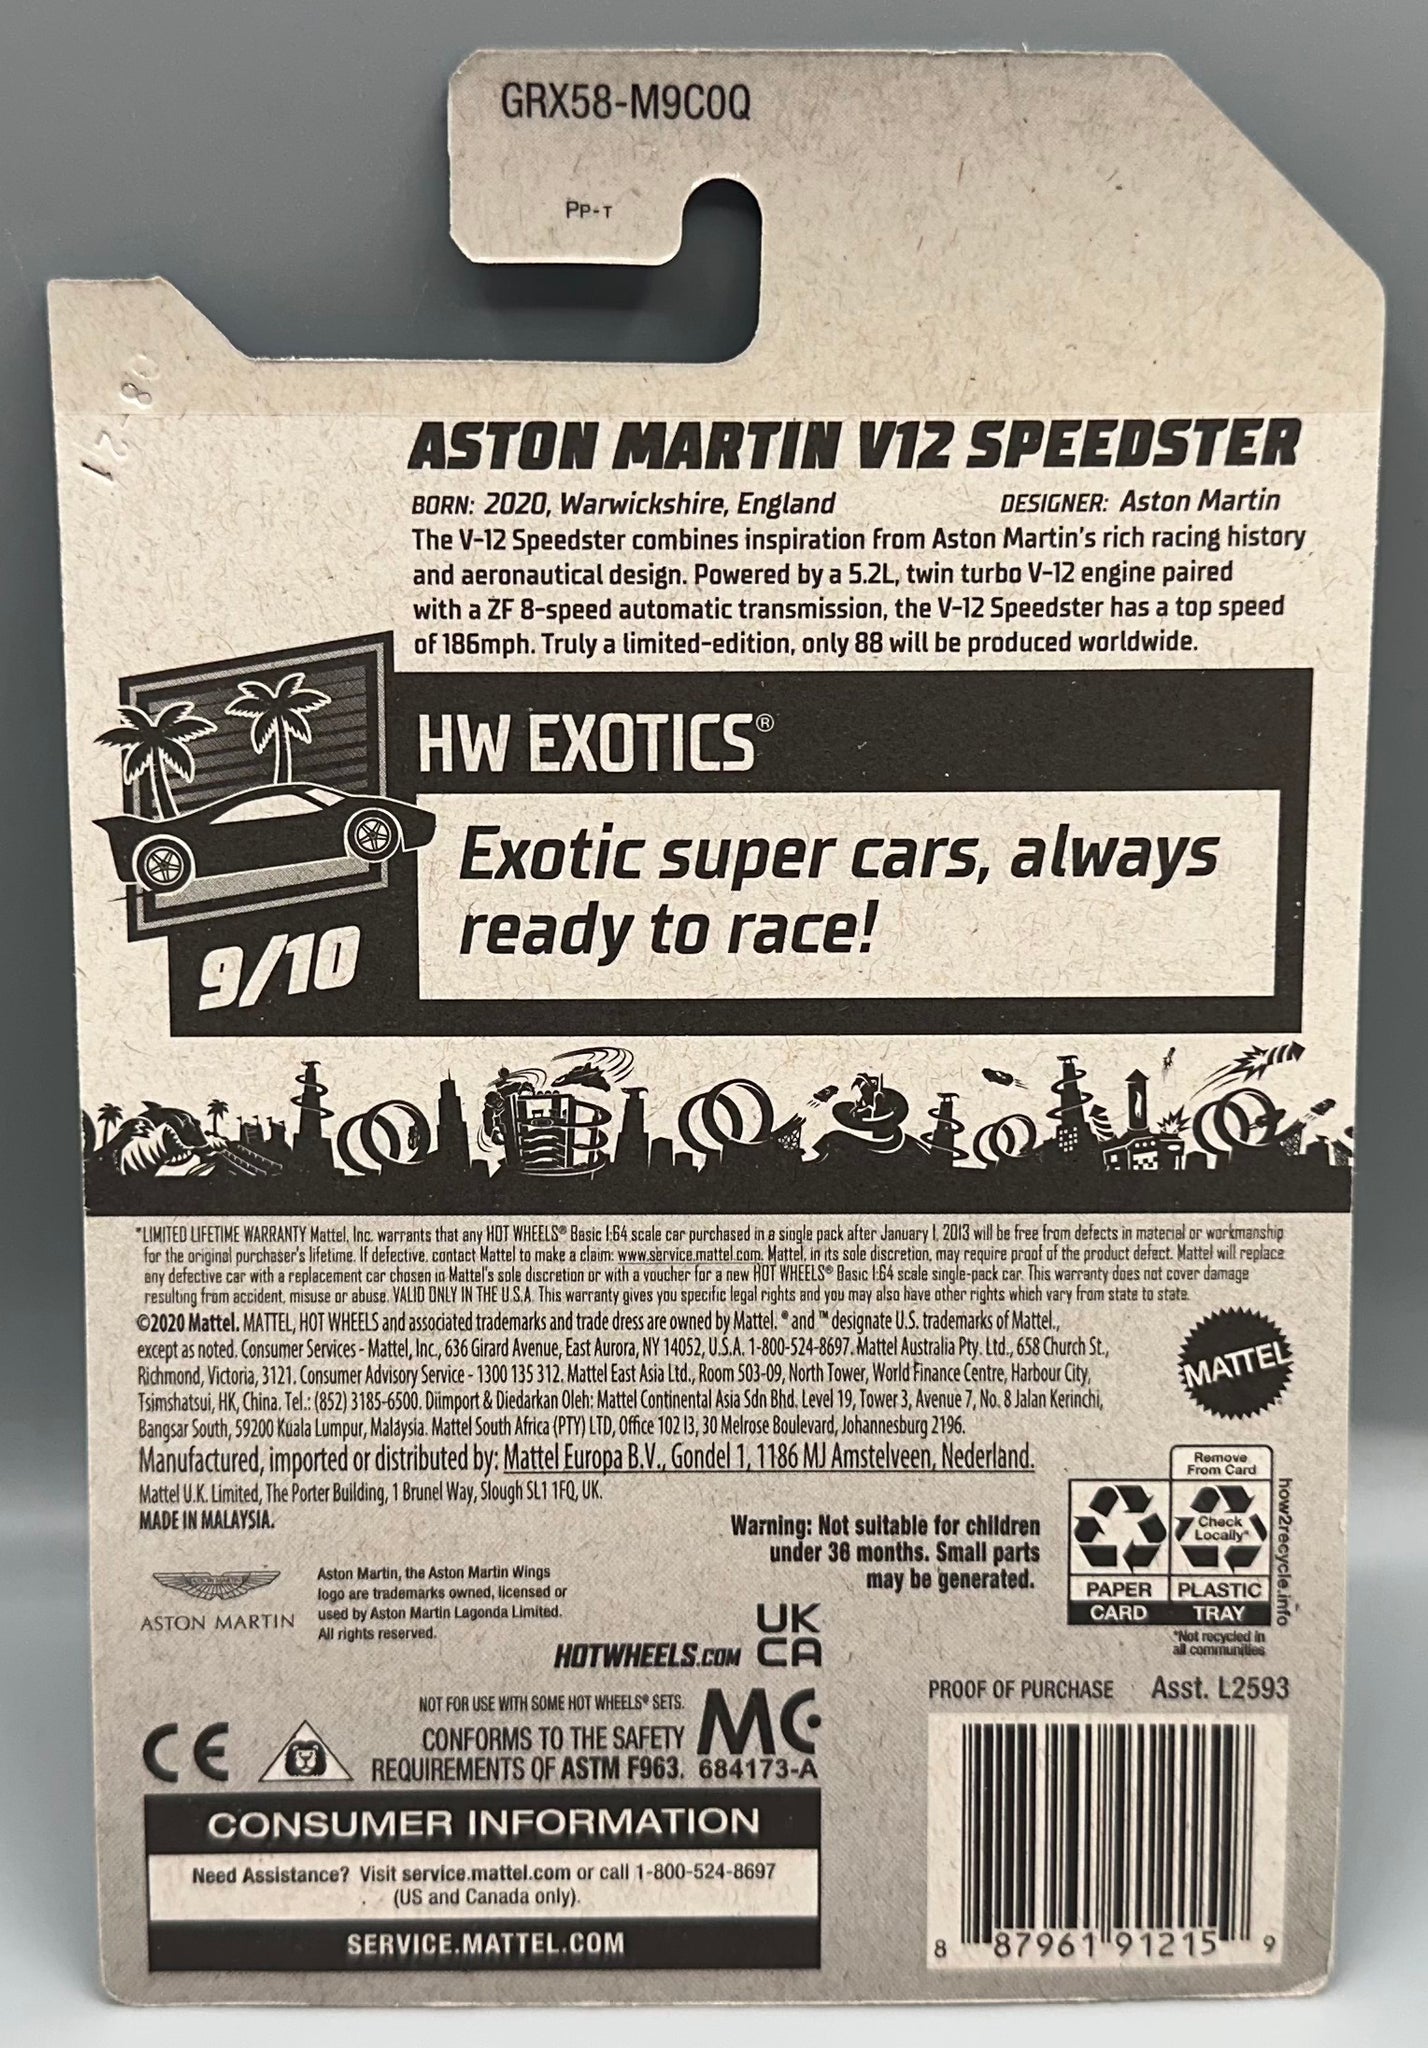 GRX58-M9C0Q
PP-T
08-21
ASTON MARTIN V12 SPEEDSTER
BORN: 2020, Warwickshire, England
DESIGNER: Aston Martin
The V-12 Speedster combines inspiration from Aston Martin's rich racing history
and aeronautical design. Powered by a 5.2L, twin turbo V-12 engine paired
with a ZF 8-speed automatic transmission, the V-12 Speedster has a top speed
of 186mph. Truly a limited-edition, only 88 will be produced worldwide.
HW EXOTICS®
Exotic super cars, always
ready to race!
9/10
*LIMITED LIFETIME WARRANTY Mattel, Inc. warrants that any HOT WHEELS® Basic 1:64 scale car purchased in a single pack after January 1, 2013 will be free from defects in material or workmanship
for the original purchaser's lifetime. If defective, contact Mattel to make a claim: www.service.mattel.com. Mattel, in its sole discretion, may require proof of the product defect. Mattel will replace
any defective car with a replacement car chosen in Mattel's sole discretion or with a voucher for a new HOT WHEELS® Basic 1:64 scale single-pack car. This warranty does not cover damage
resulting from accident, misuse or abuse. VALID ONLY IN THE U.S.A. This warranty gives you specific legal rights and you may also have other rights which vary from state to state.
©2020 Mattel. MATTEL, HOT WHEELS and associated trademarks and trade dress are owned by Mattel. ® and ™ designate U.S. trademarks of Mattel.,
except as noted. Consumer Services - Mattel, Inc., 636 Girard Avenue, East Aurora, NY 14052, U.S.A. 1-800-524-8697. Mattel Australia Pty. Ltd., 658 Church St.,
Richmond, Victoria, 3121. Consumer Advisory Service - 1300 135 312. Mattel East Asia Ltd., Room 503-09, North Tower, World Finance Centre, Harbour City,
Tsimshatsui, HK, China. Tel.: (852) 3185-6500. Diimport & Diedarkan Oleh: Mattel Continental Asia Sdn Bhd. Level 19, Tower 3, Avenue 7, No. 8 Jalan Kerinchi,
Bangsar South, 59200 Kuala Lumpur, Malaysia. Mattel South Africa (PTY) LTD, Office 102 I3, 30 Melrose Boulevard, Johannesburg 2196.
MATTEL
Manufactured, imported or distributed by: Mattel Europa B.V., Gondel 1, 1186 MJ Amstelveen, Nederland.
Mattel U.K. Limited, The Porter Building, 1 Brunel Way, Slough SL1 1FQ, UK.
MADE IN MALAYSIA.
Warning: Not suitable for children
under 36 months. Small parts
may be generated.
Remove
From Card
Check
Locally*
PAPER
CARD
PLASTIC
TRAY
*Not recycled in
all communities
how2recycle.info
ASTON MARTIN
ASTON MARTIN
Aston Martin, the Aston Martin Wings
logo are trademarks owned, licensed or
used by Aston Martin Lagonda Limited.
All rights reserved.
HOTWHEELS.COM
UK
CA
NOT FOR USE WITH SOME HOT WHEELS® SETS.
CONFORMS TO THE SAFETY
REQUIREMENTS OF ASTM F963.
CE
MC
684173-A
PROOF OF PURCHASE
Asst. L2593
CONSUMER INFORMATION
Need Assistance? Visit service.mattel.com or call 1-800-524-8697
(US and Canada only).
SERVICE.MATTEL.COM
8 87961 91215 9